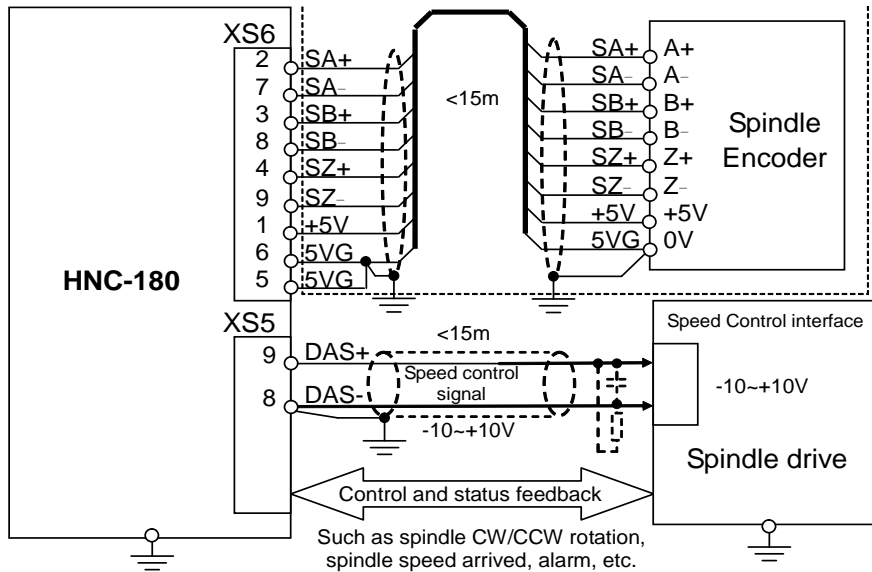 HNC-180
XS6
2 SA+
7 SA-
3 SB+
8 SB-
4 SZ+
9 SZ-
1 +5V
6 5VG
5 5VG
<15m
SA+ A+
SA- A-
SB+ B+
SB- B-
SZ+ Z+
SZ- Z-
+5V +5V
5VG 0V
Spindle
Encoder
XS5
9 DAS+
8 DAS-
<15m
Speed control
signal
-10~+10V
Speed Control interface
-10~+10V
Spindle drive
Control and status feedback
Such as spindle CW/CCW rotation,
spindle speed arrived, alarm, etc.